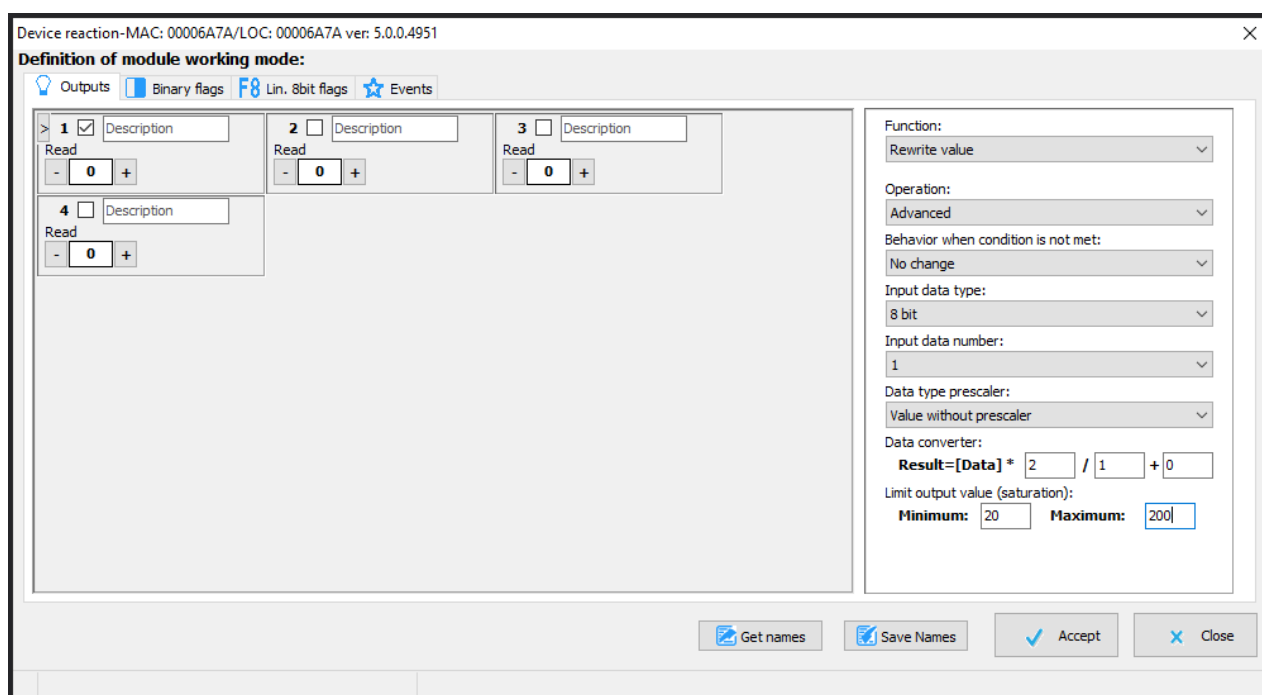 Device reaction-MAC: 00006A7A/LOC: 00006A7A ver: 5.0.0.4951
Definition of module working mode:
Outputs Binary flags F8 Lin. 8bit flags Events
> 1 Description 2 Description 3 Description
Read Read Read
- 0 + - 0 + - 0 +
4 Description
Read
- 0 +
Function:
Rewrite value
Operation:
Advanced
Behavior when condition is not met:
No change
Input data type:
8 bit
Input data number:
1
Data type prescaler:
Value without prescaler
Data converter:
Result=[Data] * 2 / 1 + 0
Limit output value (saturation):
Minimum: 20 Maximum: 200
Get names Save Names Accept Close